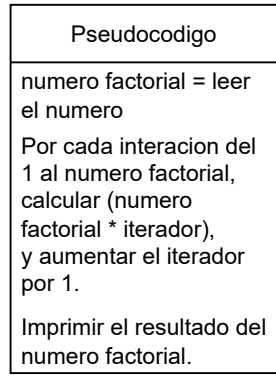 Pseudocodigo
numero factorial = leer
el numero
Por cada interacion del
1 al numero factorial,
calcular (numero
factorial * iterador),
y aumentar el iterador
por 1.
Imprimir el resultado del
numero factorial.